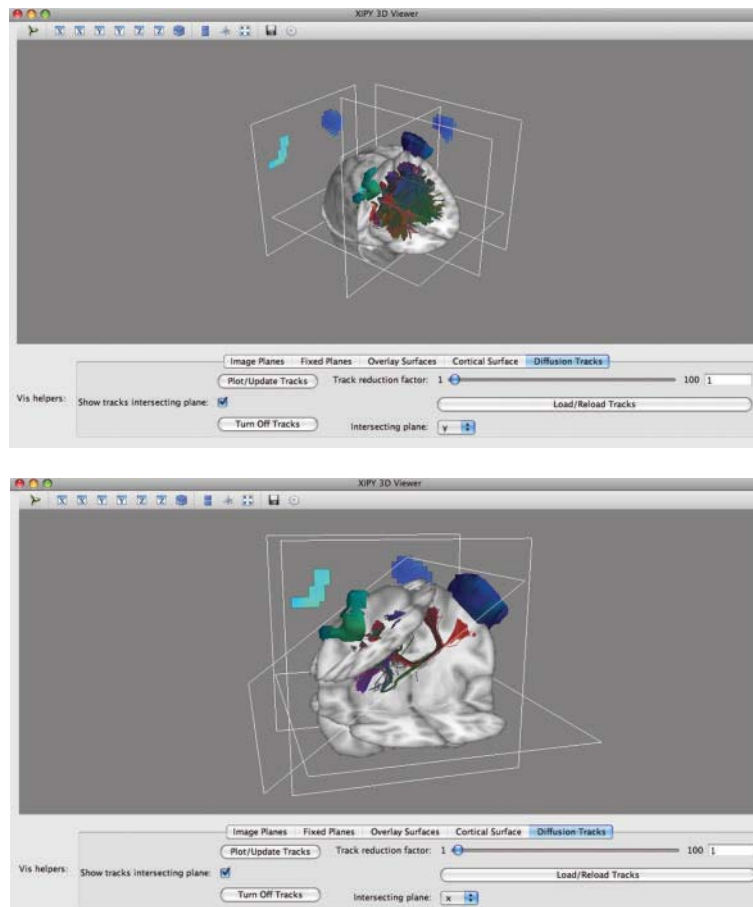 XIPY 3D Viewer
X X Y Y Z Z
Image Planes Fixed Planes Overlay Surfaces Cortical Surface Diffusion Tracks
Plot/Update Tracks Track reduction factor: 1 100 1
Vis helpers: Show tracks intersecting plane: Load/Reload Tracks
Turn Off Tracks Intersecting plane: y
XIPY 3D Viewer
X X Y Y Z Z
Image Planes Fixed Planes Overlay Surfaces Cortical Surface Diffusion Tracks
Plot/Update Tracks Track reduction factor: 1 100 1
Vis helpers: Show tracks intersecting plane: Load/Reload Tracks
Turn Off Tracks Intersecting plane: x